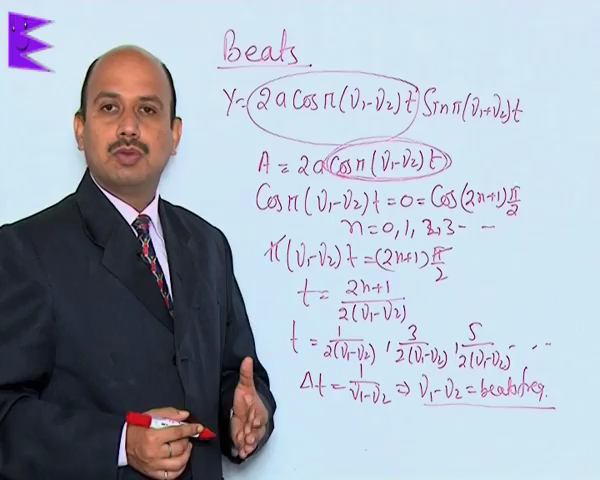 Beats.
Y = 2a Cos π(ν₁-ν₂)t Sin π(ν₁+ν₂)t
A = 2a Cos π(ν₁-ν₂)t
Cos π(ν₁-ν₂)t = 0 = Cos(2n+1)π/2
n = 0, 1, 2, 3 - -
π(ν₁-ν₂)t = (2n+1)π/2
t = 2n+1/2(ν₁-ν₂)
t = 1/2(ν₁-ν₂) , 3/2(ν₁-ν₂) , 5/2(ν₁-ν₂) - - -
Δt = 1/ν₁-ν₂ ⇒ ν₁-ν₂ = beats freq.